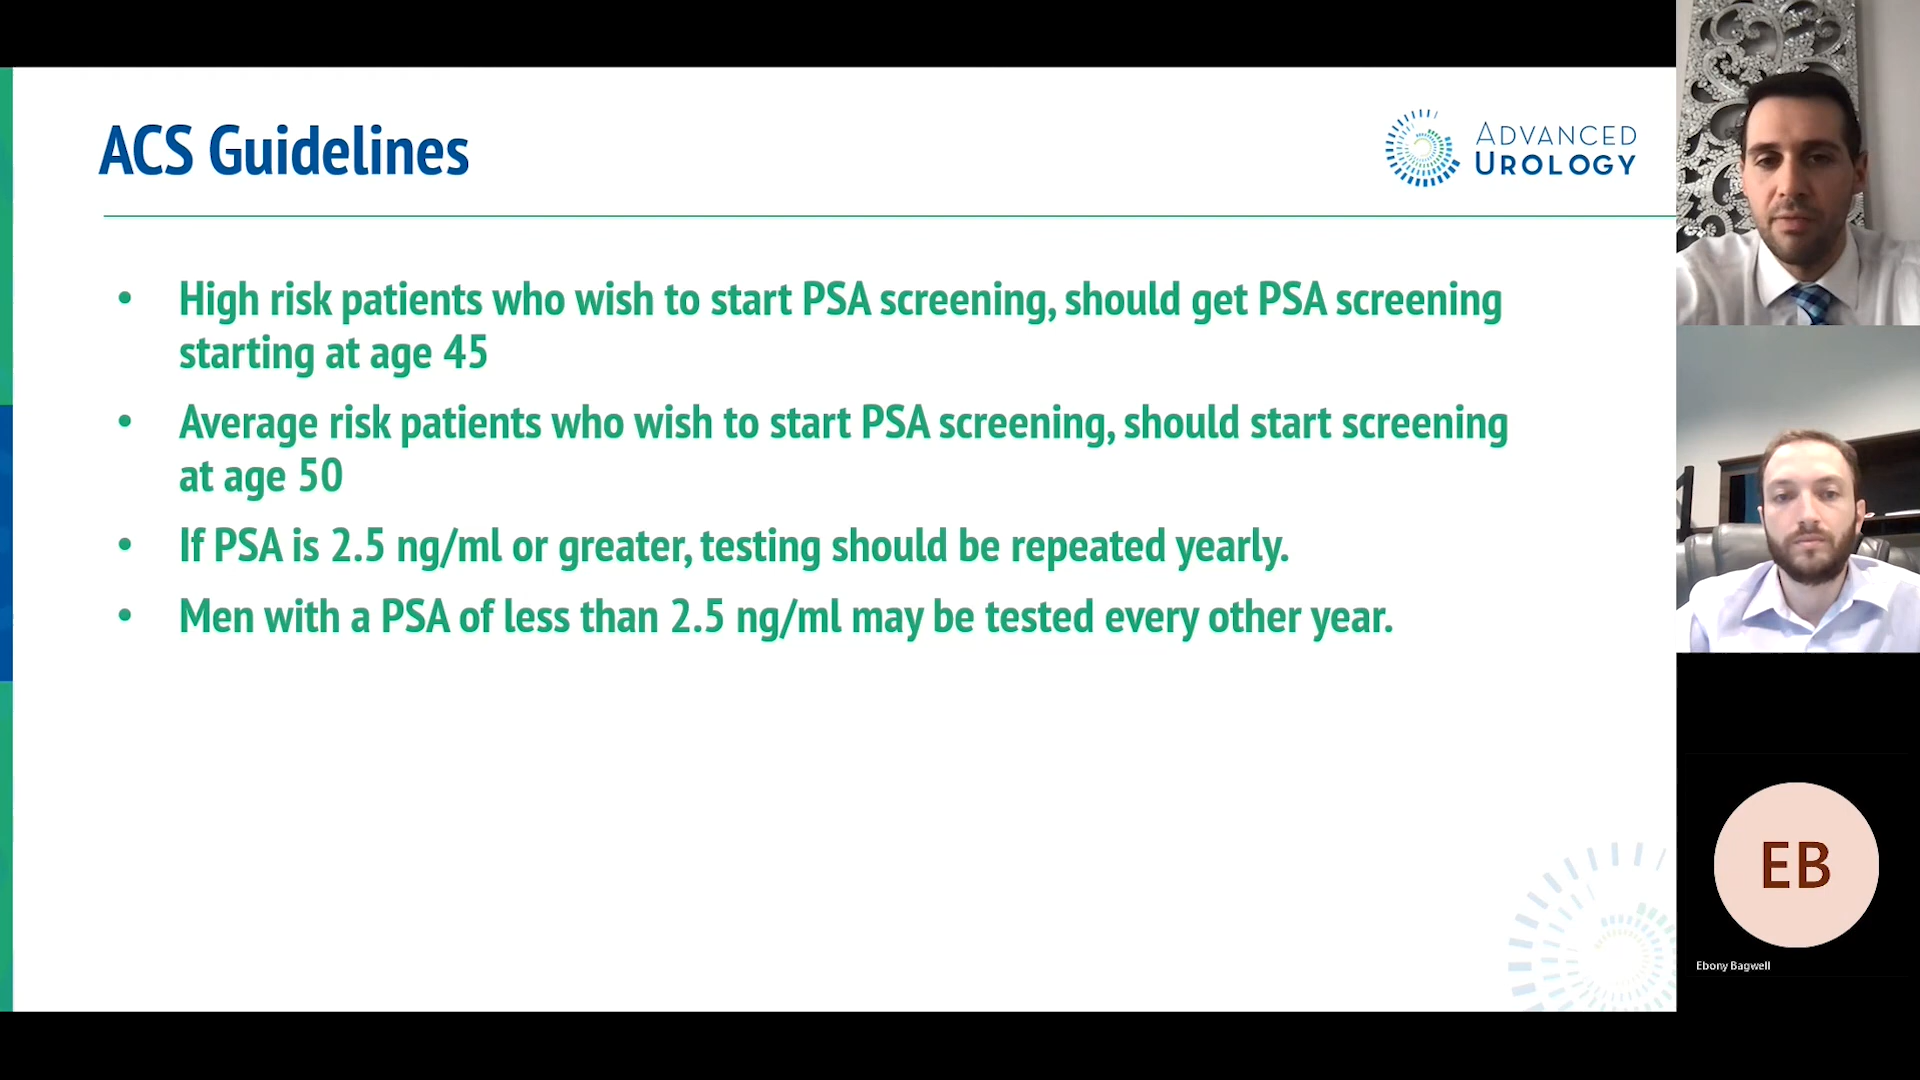 ACS Guidelines
ADVANCED
UROLOGY
• High risk patients who wish to start PSA screening, should get PSA screening
starting at age 45
• Average risk patients who wish to start PSA screening, should start screening
at age 50
• If PSA is 2.5 ng/ml or greater, testing should be repeated yearly.
• Men with a PSA of less than 2.5 ng/ml may be tested every other year.
EB
Ebony Bagwell